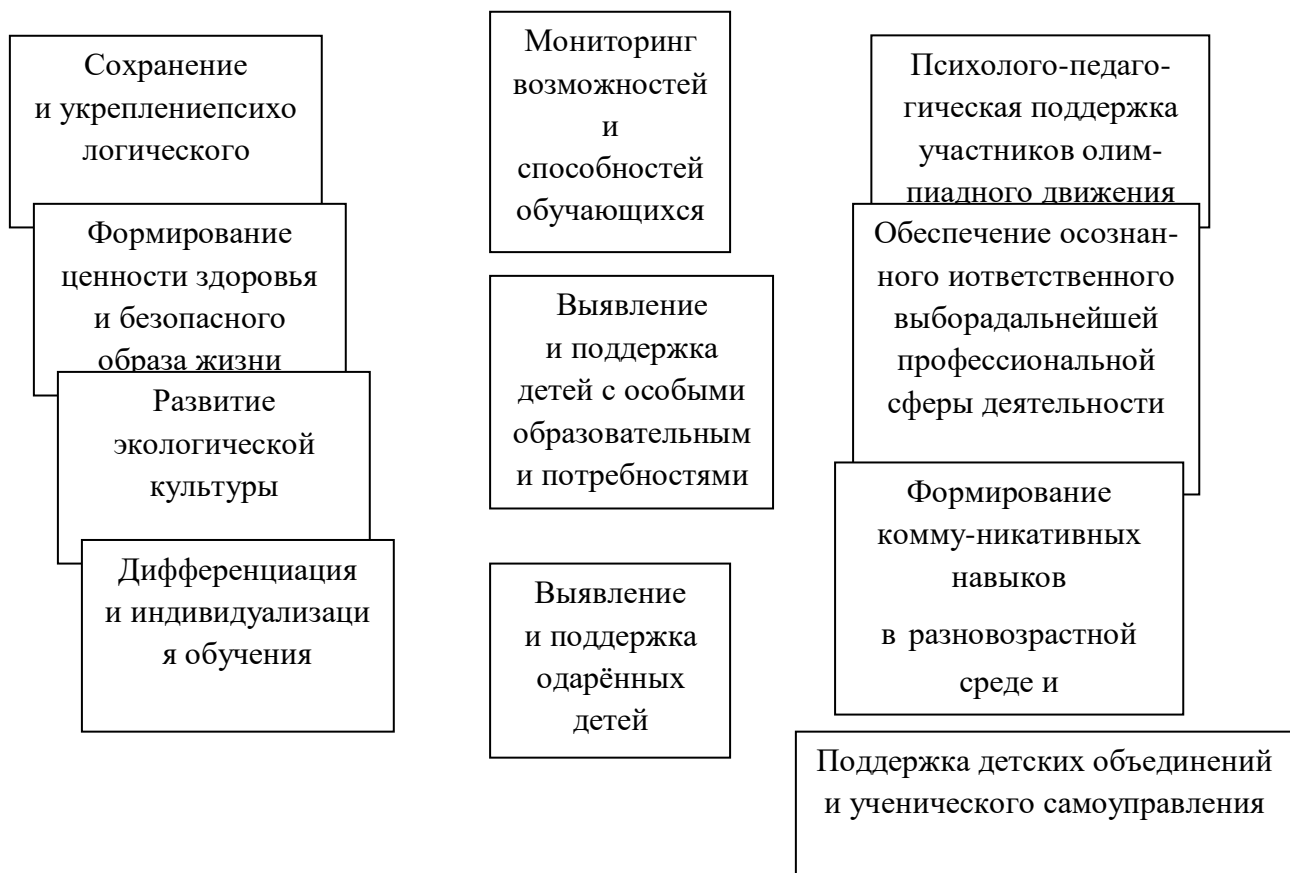 Сохранение
и укреплениепсихо
логического
Формирование
ценности здоровья
и безопасного
образа жизни
Развитие
экологической
культуры
Дифференциация
и индивидуализаци
я обучения
Мониторинг
возможностей
и
способностей
обучающихся
Выявление
и поддержка
детей с особыми
образовательным
и потребностями
Выявление
и поддержка
одарённых
детей
Психолого-педаго-
гическая поддержка
участников олим-
пиадного движения
Обеспечение осознан-
ного иответственного
выборадальнейшей
профессиональной
сферы деятельности
Формирование
комму-никативных
навыков
в разновозрастной
среде и
Поддержка детских объединений
и ученического самоуправления